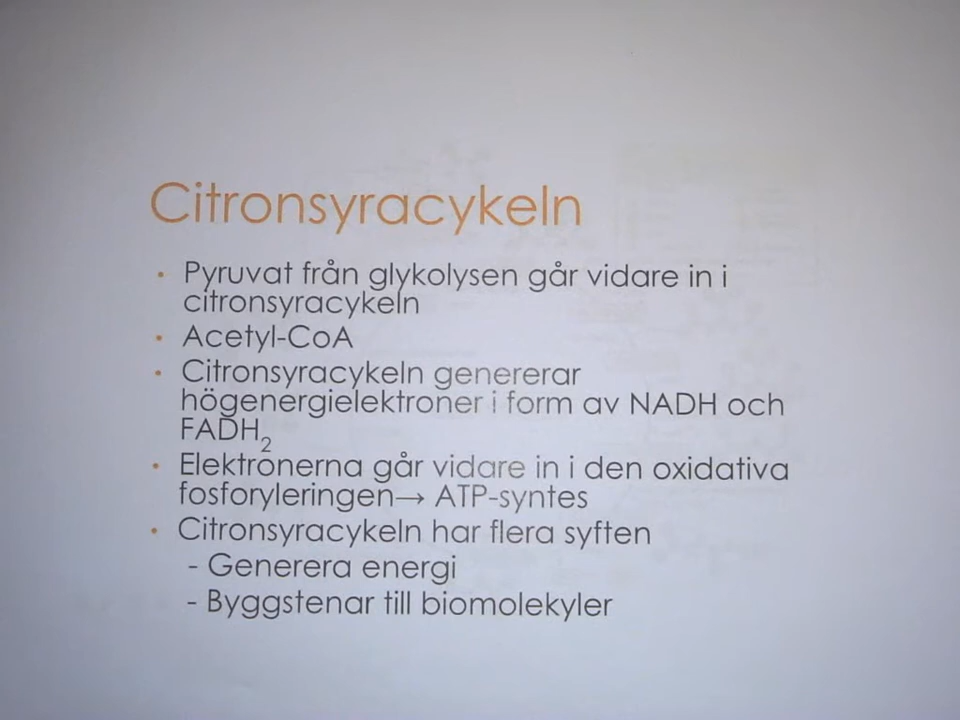 Citronsyracykeln
• Pyruvat från glykolysen går vidare in i
citronsyracykeln
• Acetyl-CoA
• Citronsyracykeln genererar
högenergielektroner i form av NADH och
FADH₂
• Elektronerna går vidare in i den oxidativa
fosforyleringen→ ATP-syntes
• Citronsyracykeln har flera syften
- Generera energi
- Byggstenar till biomolekyler